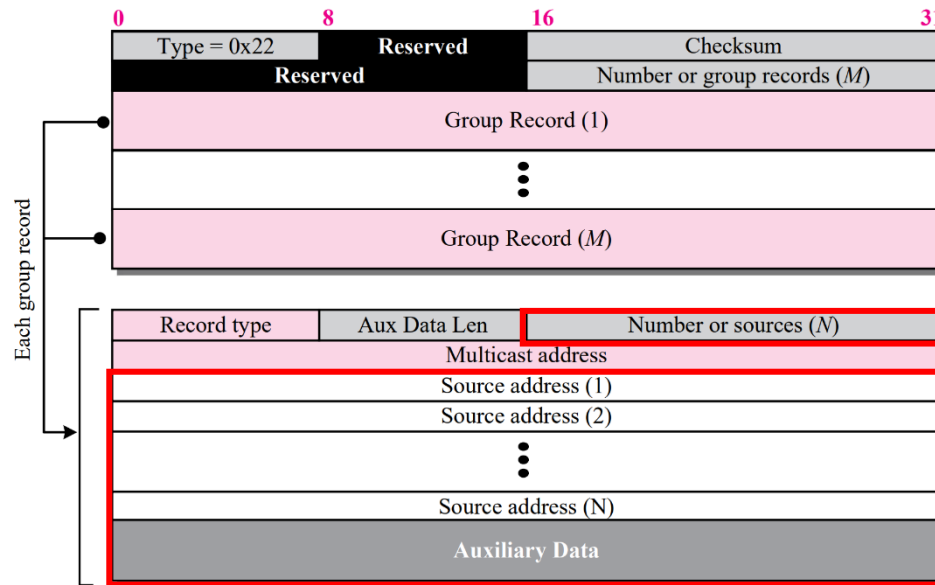 0 8 16 31
Type = 0x22 Reserved Checksum
Reserved Number or group records (M)
Group Record (1)
Group Record (M)
Each group record
Record type Aux Data Len Number or sources (N)
Multicast address
Source address (1)
Source address (2)
Source address (N)
Auxiliary Data